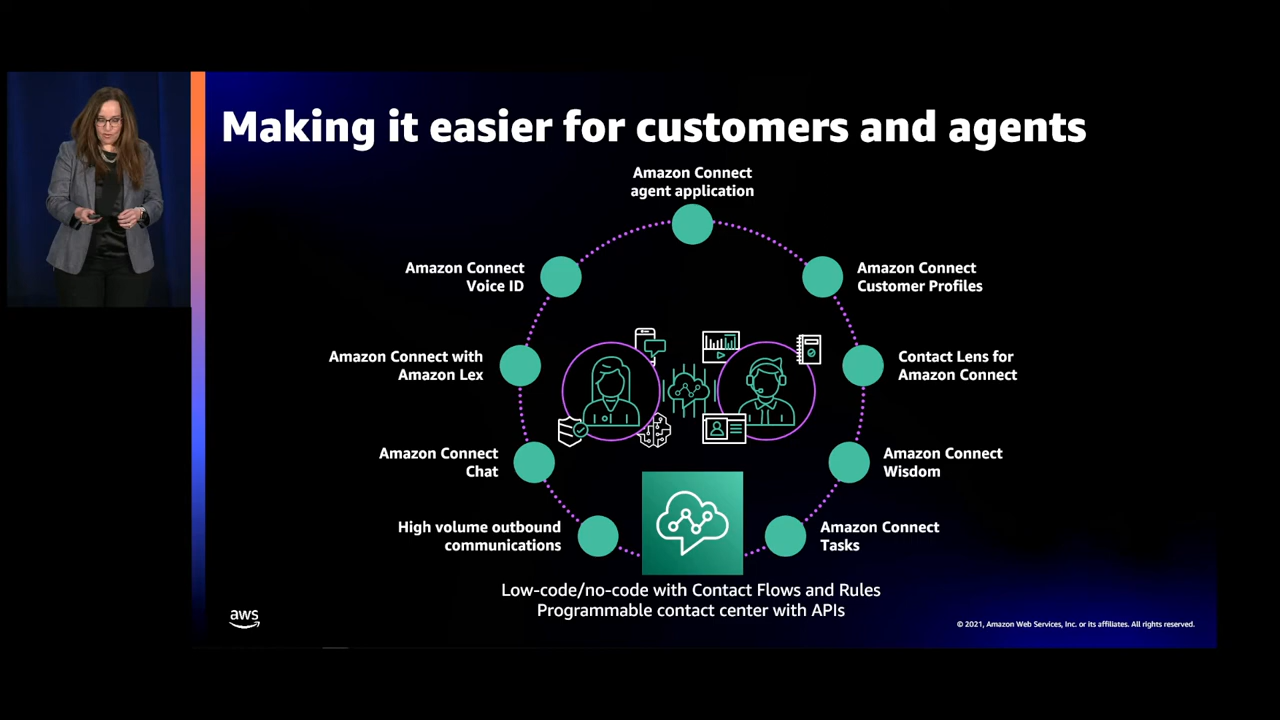 Making it easier for customers and agents
Amazon Connect
agent application
Amazon Connect
Voice ID
Amazon Connect
Customer Profiles
Amazon Connect with
Amazon Lex
Contact Lens for
Amazon Connect
Amazon Connect
Chat
Amazon Connect
Wisdom
High volume outbound
communications
Amazon Connect
Tasks
Low-code/no-code with Contact Flows and Rules
Programmable contact center with APIs
aws
© 2021, Amazon Web Services, Inc. or its affiliates. All rights reserved.